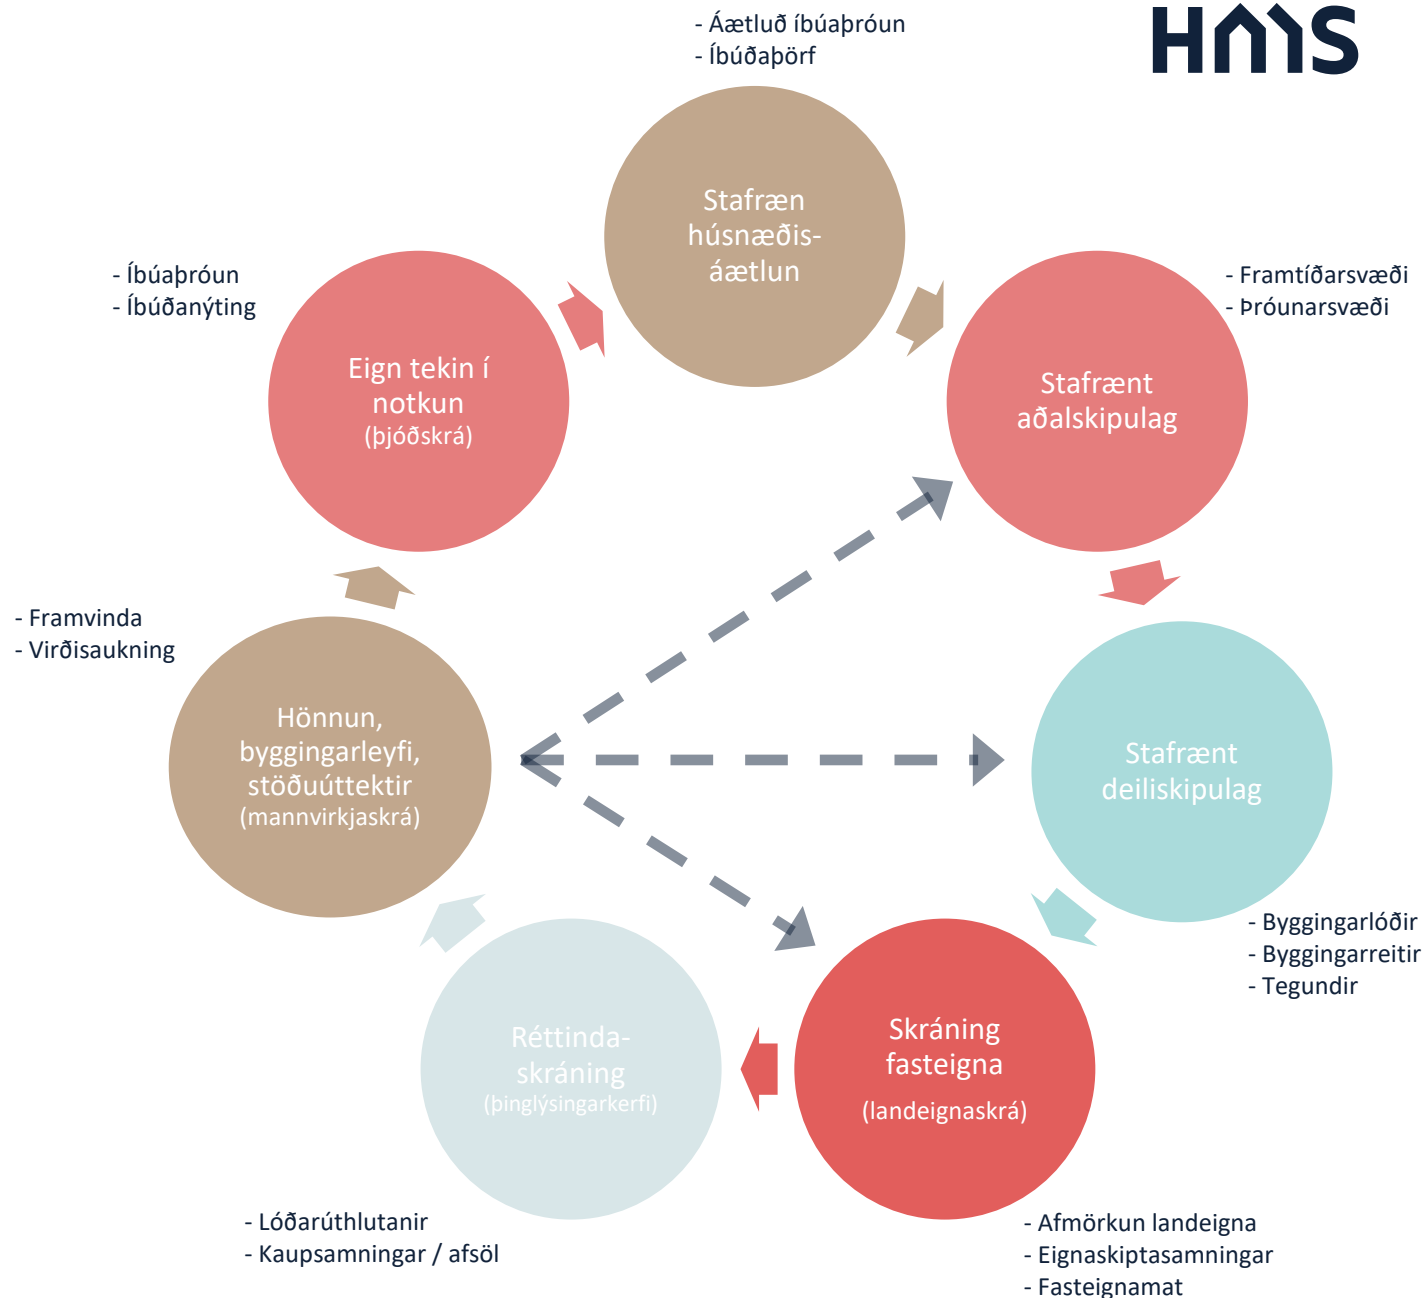 HMS
- Áætluð íbúaþróun
- Íbúðaþörf
Stafræn
húsnæðis-
áætlun
- Framtíðarsvæði
- Þróunarsvæði
Stafrænt
aðalskipulag
Stafrænt
deiliskipulag
- Byggingarlóðir
- Byggingarreitir
- Tegundir
Skráning
fasteigna
(landeignaskrá)
- Afmörkun landeigna
- Eignaskiptasamningar
- Fasteignamat
Réttinda-
skráning
(þinglýsingarkerfi)
- Lóðarúthlutanir
- Kaupsamningar / afsöl
Hönnun,
byggingarleyfi,
stöðuúttektir
(mannvirkjaskrá)
- Framvinda
- Virðisaukning
Eign tekin í
notkun
(þjóðskrá)
- Íbúaþróun
- Íbúðanýting